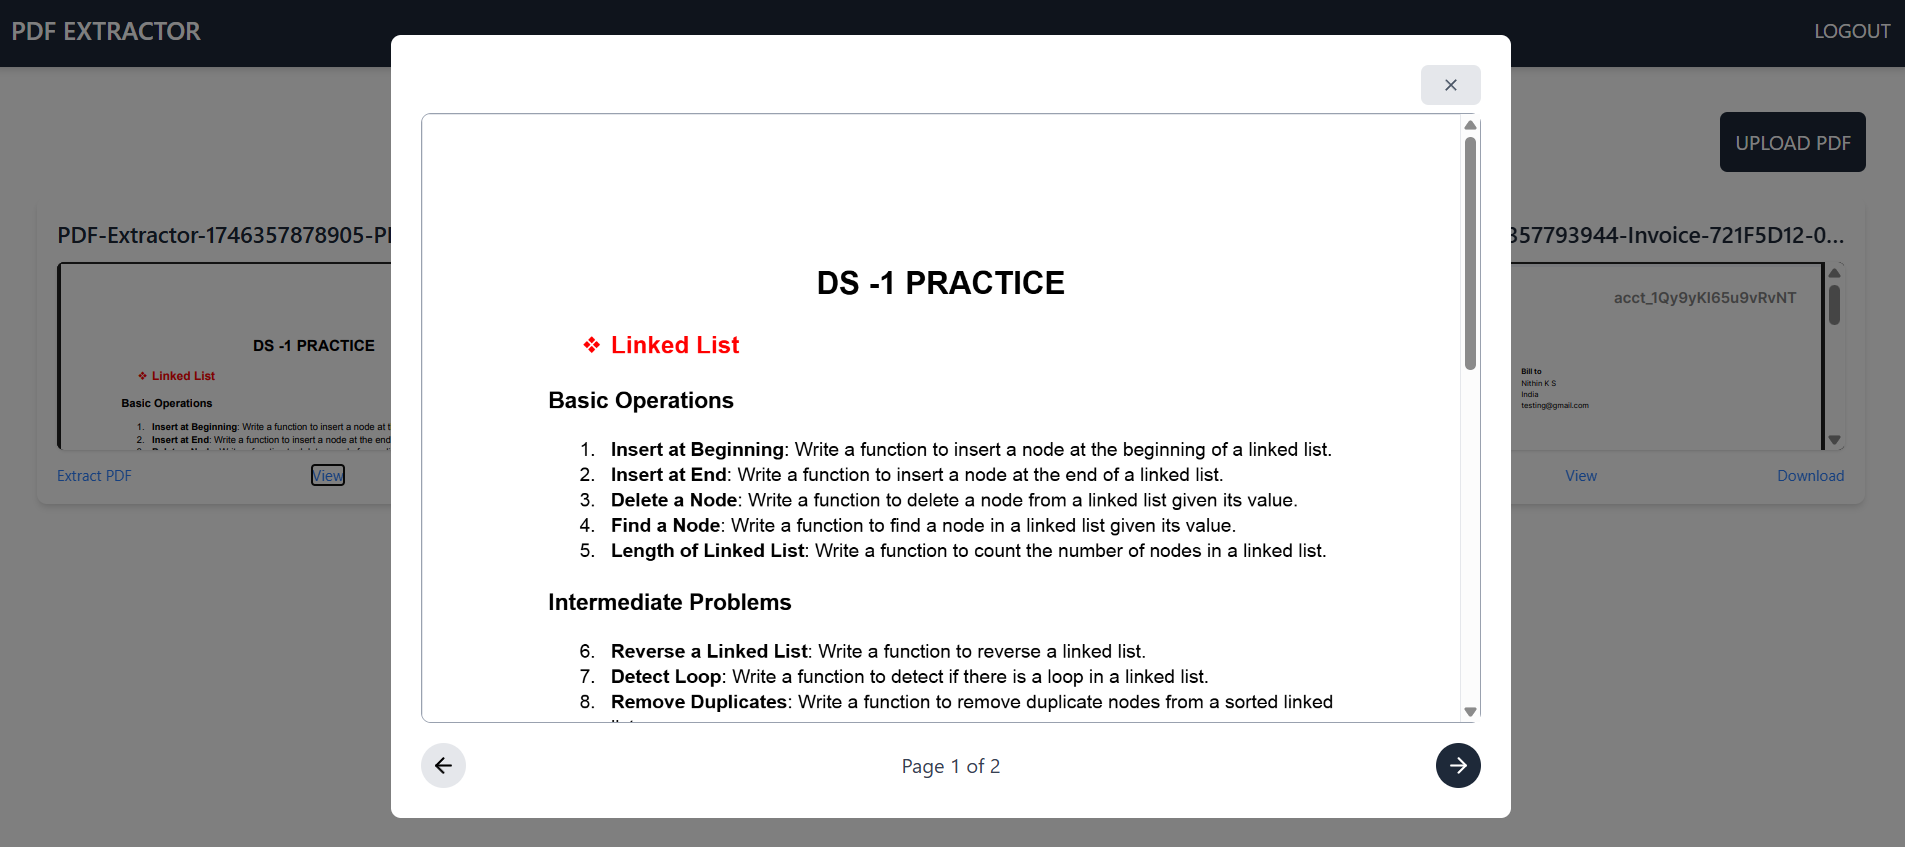 PDF EXTRACTOR
LOGOUT
UPLOAD PDF
PDF-Extractor-1746357878905-
DS -1 PRACTICE
❖ Linked List
Basic Operations
1. Insert at Beginning: Write a function to insert a node at
2. Insert at End: Write a function to insert a node at the end
Extract PDF
View
DS -1 PRACTICE
❖ Linked List
Basic Operations
1. Insert at Beginning: Write a function to insert a node at the beginning of a linked list.
2. Insert at End: Write a function to insert a node at the end of a linked list.
3. Delete a Node: Write a function to delete a node from a linked list given its value.
4. Find a Node: Write a function to find a node in a linked list given its value.
5. Length of Linked List: Write a function to count the number of nodes in a linked list.
Intermediate Problems
6. Reverse a Linked List: Write a function to reverse a linked list.
7. Detect Loop: Write a function to detect if there is a loop in a linked list.
8. Remove Duplicates: Write a function to remove duplicate nodes from a sorted linked
Page 1 of 2
357793944-Invoice-721F5D12-0...
acct_1Qy9yKI65u9vRvNT
Bill to
Nithin K S
India
testing@gmail.com
View
Download